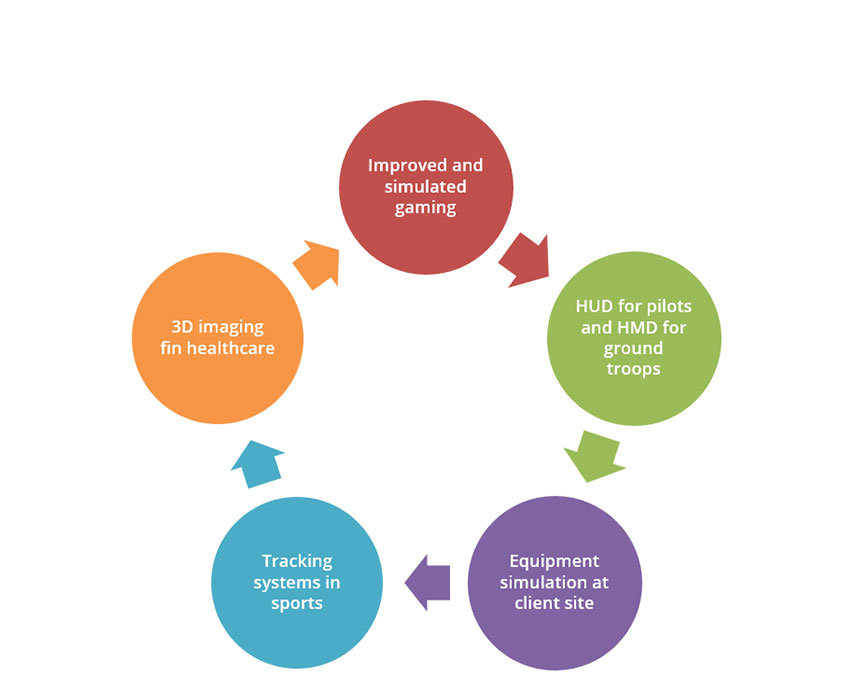 Improved and
simulated
gaming
HUD for pilots
and HMD for
ground
troops
Equipment
simulation at
client site
Tracking
systems in
sports
3D imaging
fin healthcare